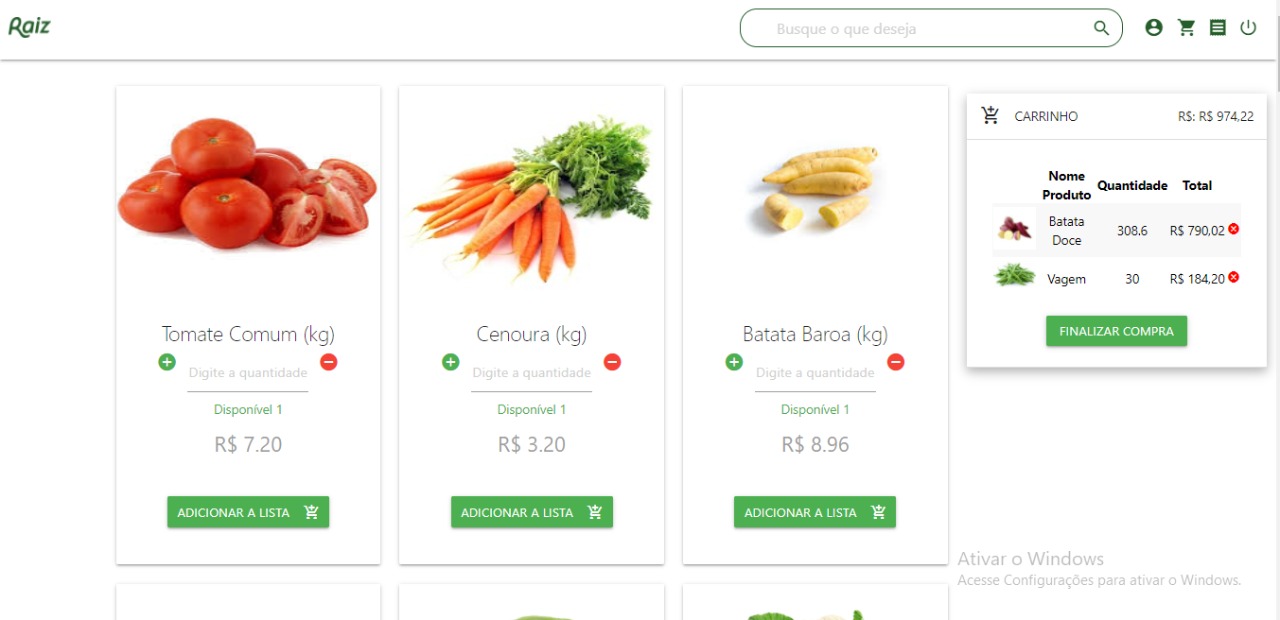 Raiz
Busque o que deseja
CARRINHO
R$: R$ 974,22
Nome Produto Quantidade Total
Batata Doce 308.6 R$ 790,02
Vagem 30 R$ 184,20
FINALIZAR COMPRA
Tomate Comum (kg)
Digite a quantidade
Disponível 1
R$ 7.20
ADICIONAR A LISTA
Cenoura (kg)
Digite a quantidade
Disponível 1
R$ 3.20
ADICIONAR A LISTA
Batata Baroa (kg)
Digite a quantidade
Disponível 1
R$ 8.96
ADICIONAR A LISTA
Ativar o Windows
Acesse Configurações para ativar o Windows.